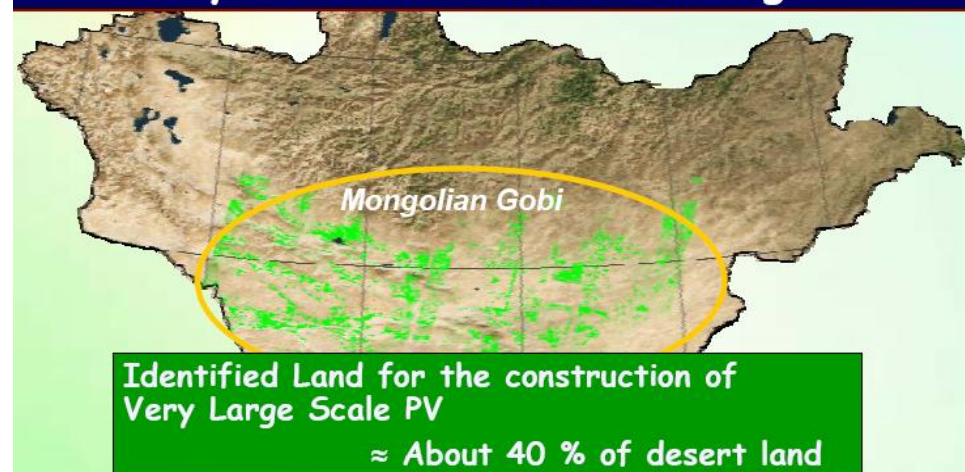 Mongolian Gobi
Identified Land for the construction of
Very Large Scale PV
≈ About 40 % of desert land